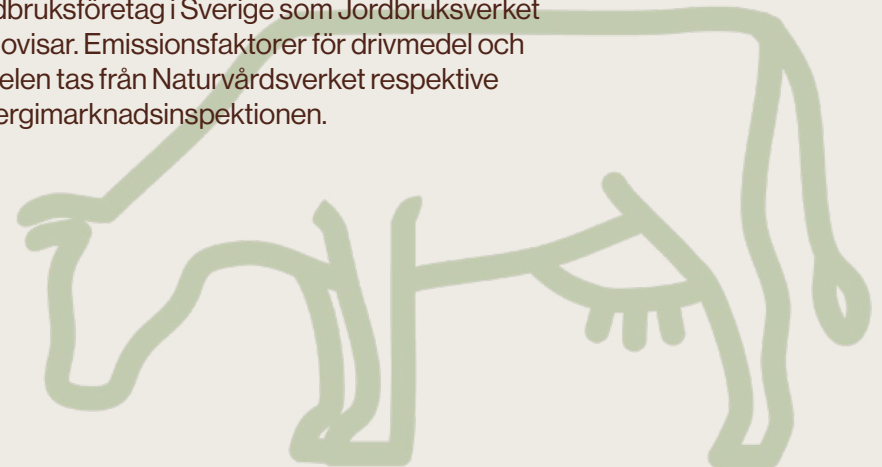 dbruksföretag i Sverige som Jordbruksverket
ovisar. Emissionsfaktorer för drivmedel och
elen tas från Naturvårdsverket respektive
ergimarknadsinspektionen.